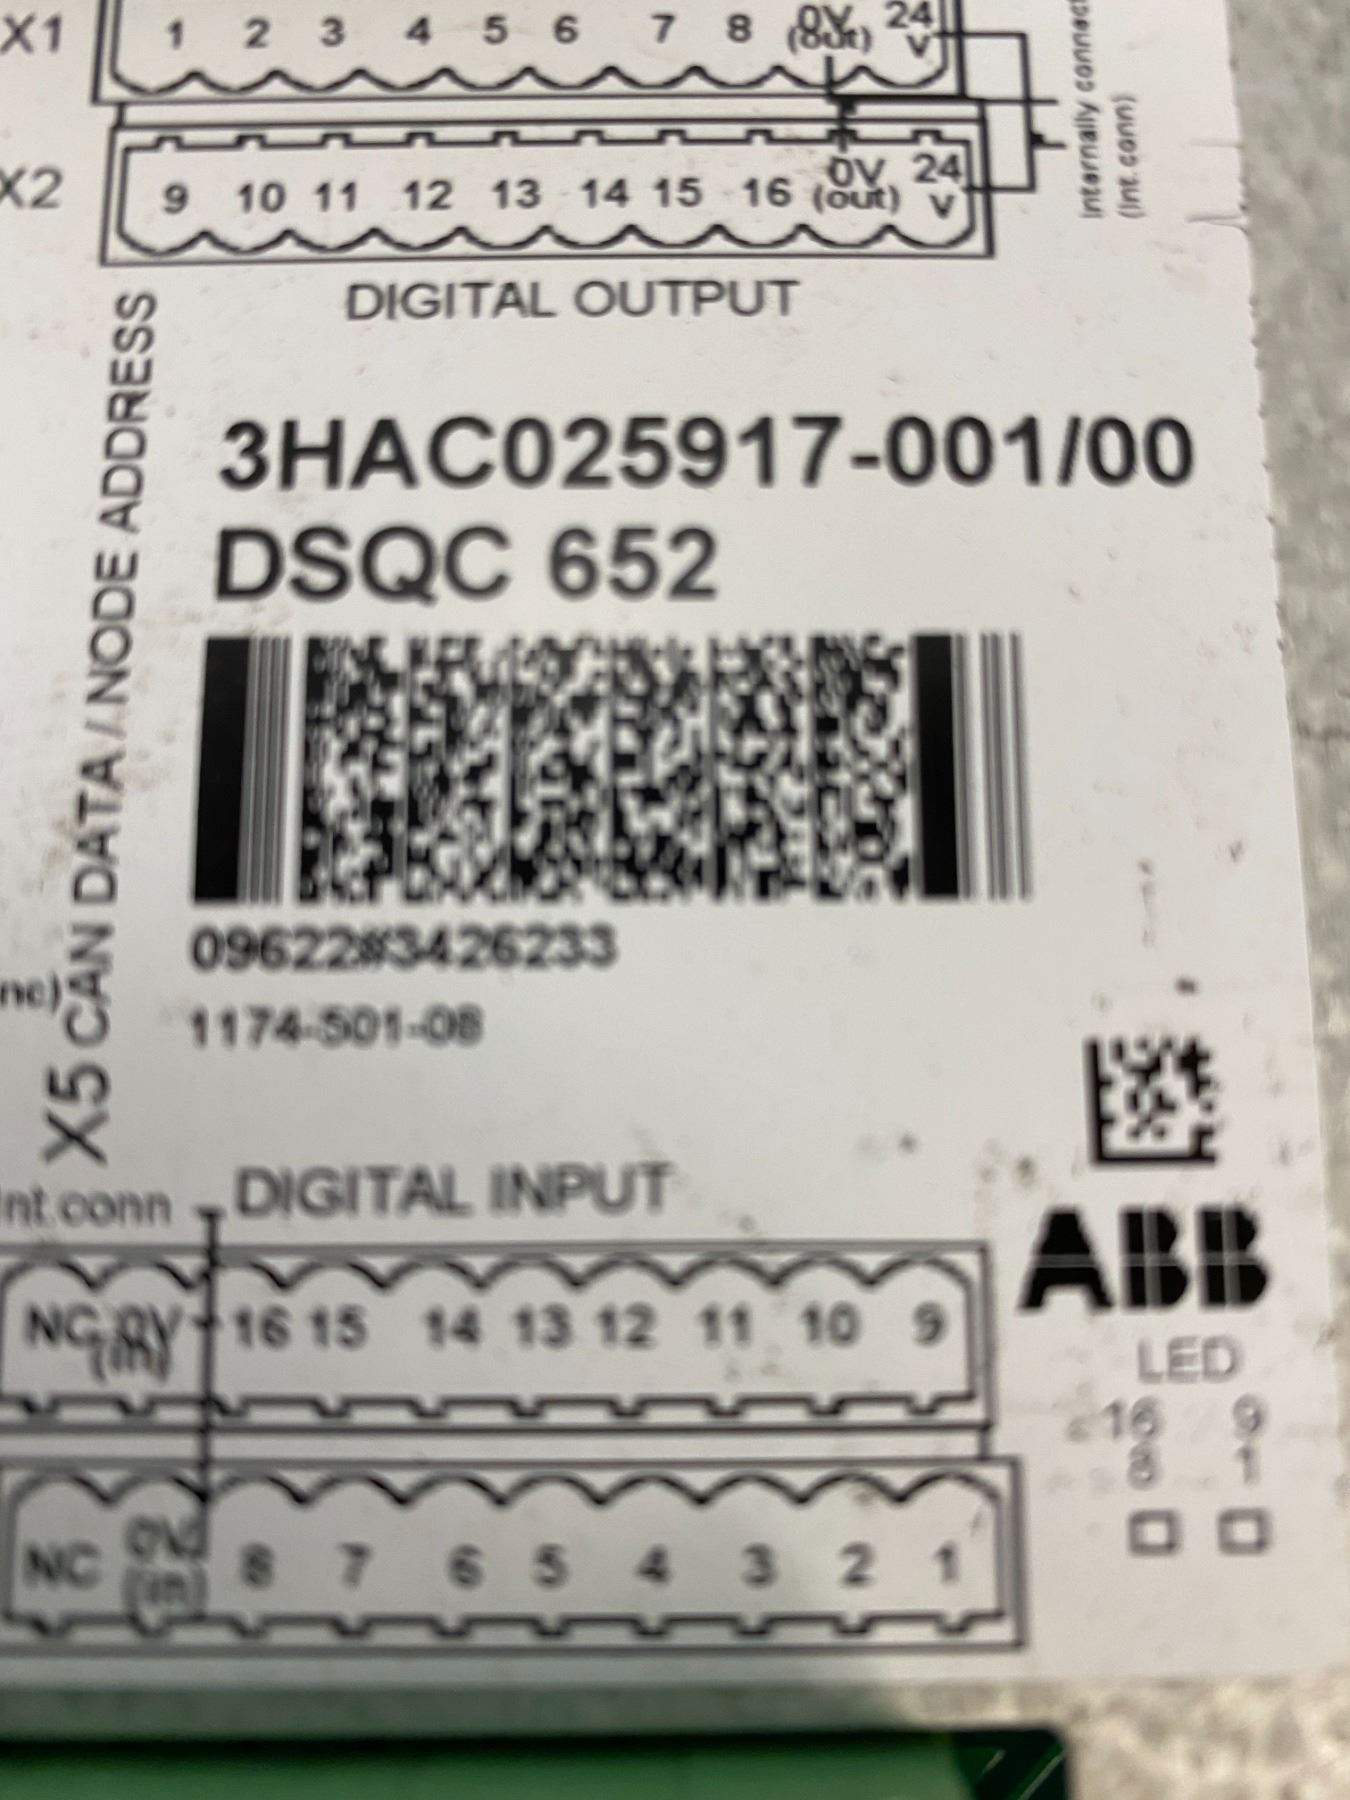 X1 1 2 3 4 5 6 7 8 0V (out) 24 V
Internally connect
(Int.conn)
X2 9 10 11 12 13 14 15 16 0V (out) 24 V
DIGITAL OUTPUT
X5 CAN DATA / NODE ADDRESS
3HAC025917-001/00
DSQC 652
09622#3426233
1174-501-08
nc)
Int.conn
DIGITAL INPUT
ABB
NC 0V (in) 16 15 14 13 12 11 10 9
LED
16 9
8 1
NC 0V (in) 8 7 6 5 4 3 2 1